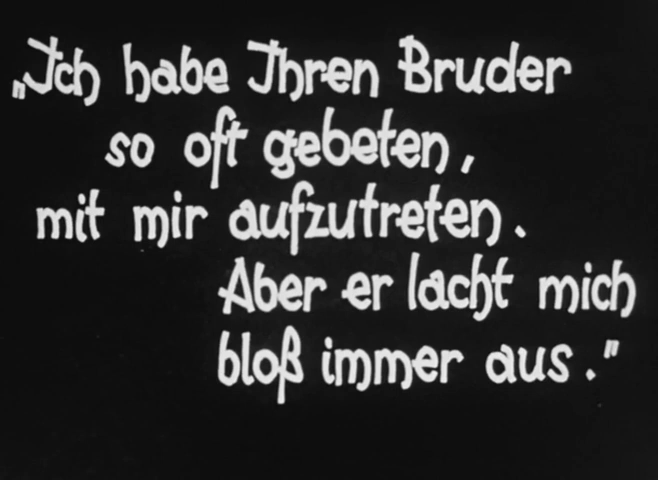 „Ich habe Ihren Bruder
so oft gebeten,
mit mir aufzutreten.
Aber er lacht mich
bloß immer aus."